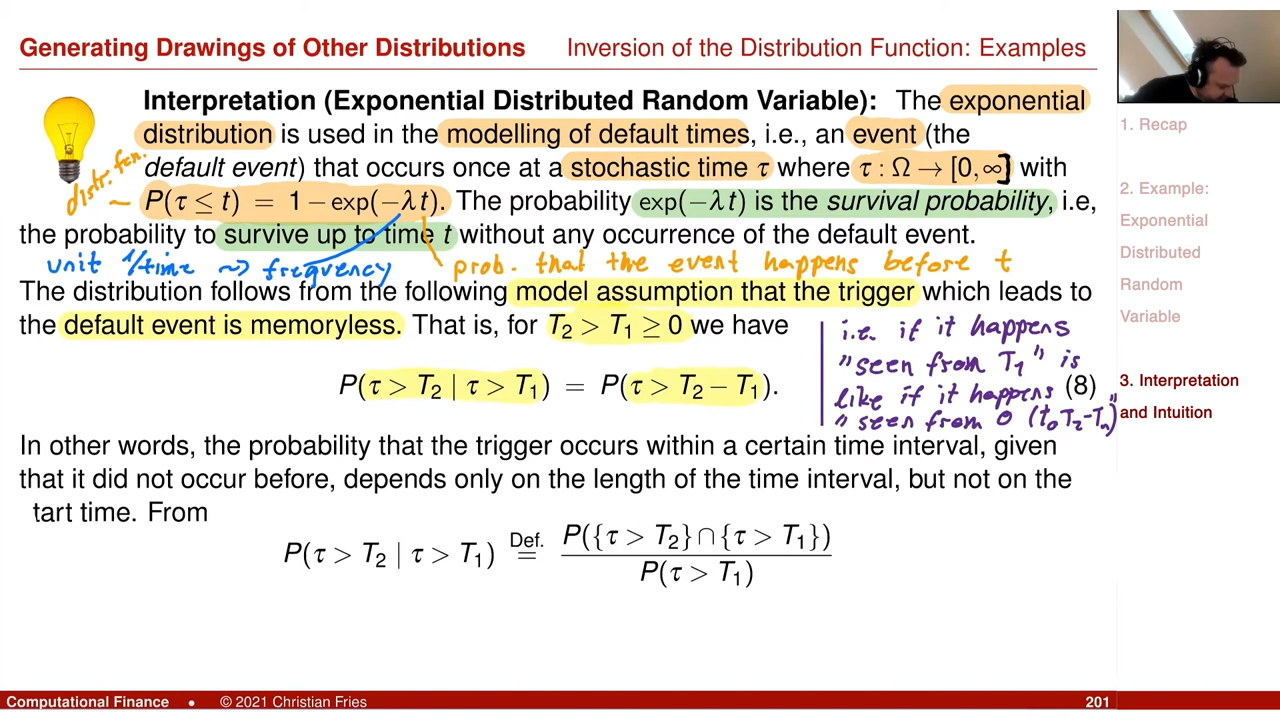 Generating Drawings of Other Distributions Inversion of the Distribution Function: Examples
Interpretation (Exponential Distributed Random Variable): The exponential
distribution is used in the modelling of default times, i.e., an event (the
default event) that occurs once at a stochastic time τ where τ : Ω → [0,∞] with
distr. fcn.
P(τ ≤ t) = 1 − exp(−λ t). The probability exp(−λ t) is the survival probability, i.e,
the probability to survive up to time t without any occurrence of the default event.
unit 1/time ~> frequency prob. that the event happens before t
The distribution follows from the following model assumption that the trigger which leads to
the default event is memoryless. That is, for T2 > T1 ≥ 0 we have
P(τ > T2 | τ > T1) = P(τ > T2 − T1). (8)
i.e. if it happens
"seen from T1" is
like if it happens
"seen from 0 (to T2-T1)"
In other words, the probability that the trigger occurs within a certain time interval, given
that it did not occur before, depends only on the length of the time interval, but not on the
tart time. From
P(τ > T2 | τ > T1) Def. = P({τ > T2} ∩ {τ > T1})
P(τ > T1)
1. Recap
2. Example:
Exponential
Distributed
Random
Variable
3. Interpretation
and Intuition
Computational Finance • © 2021 Christian Fries 201